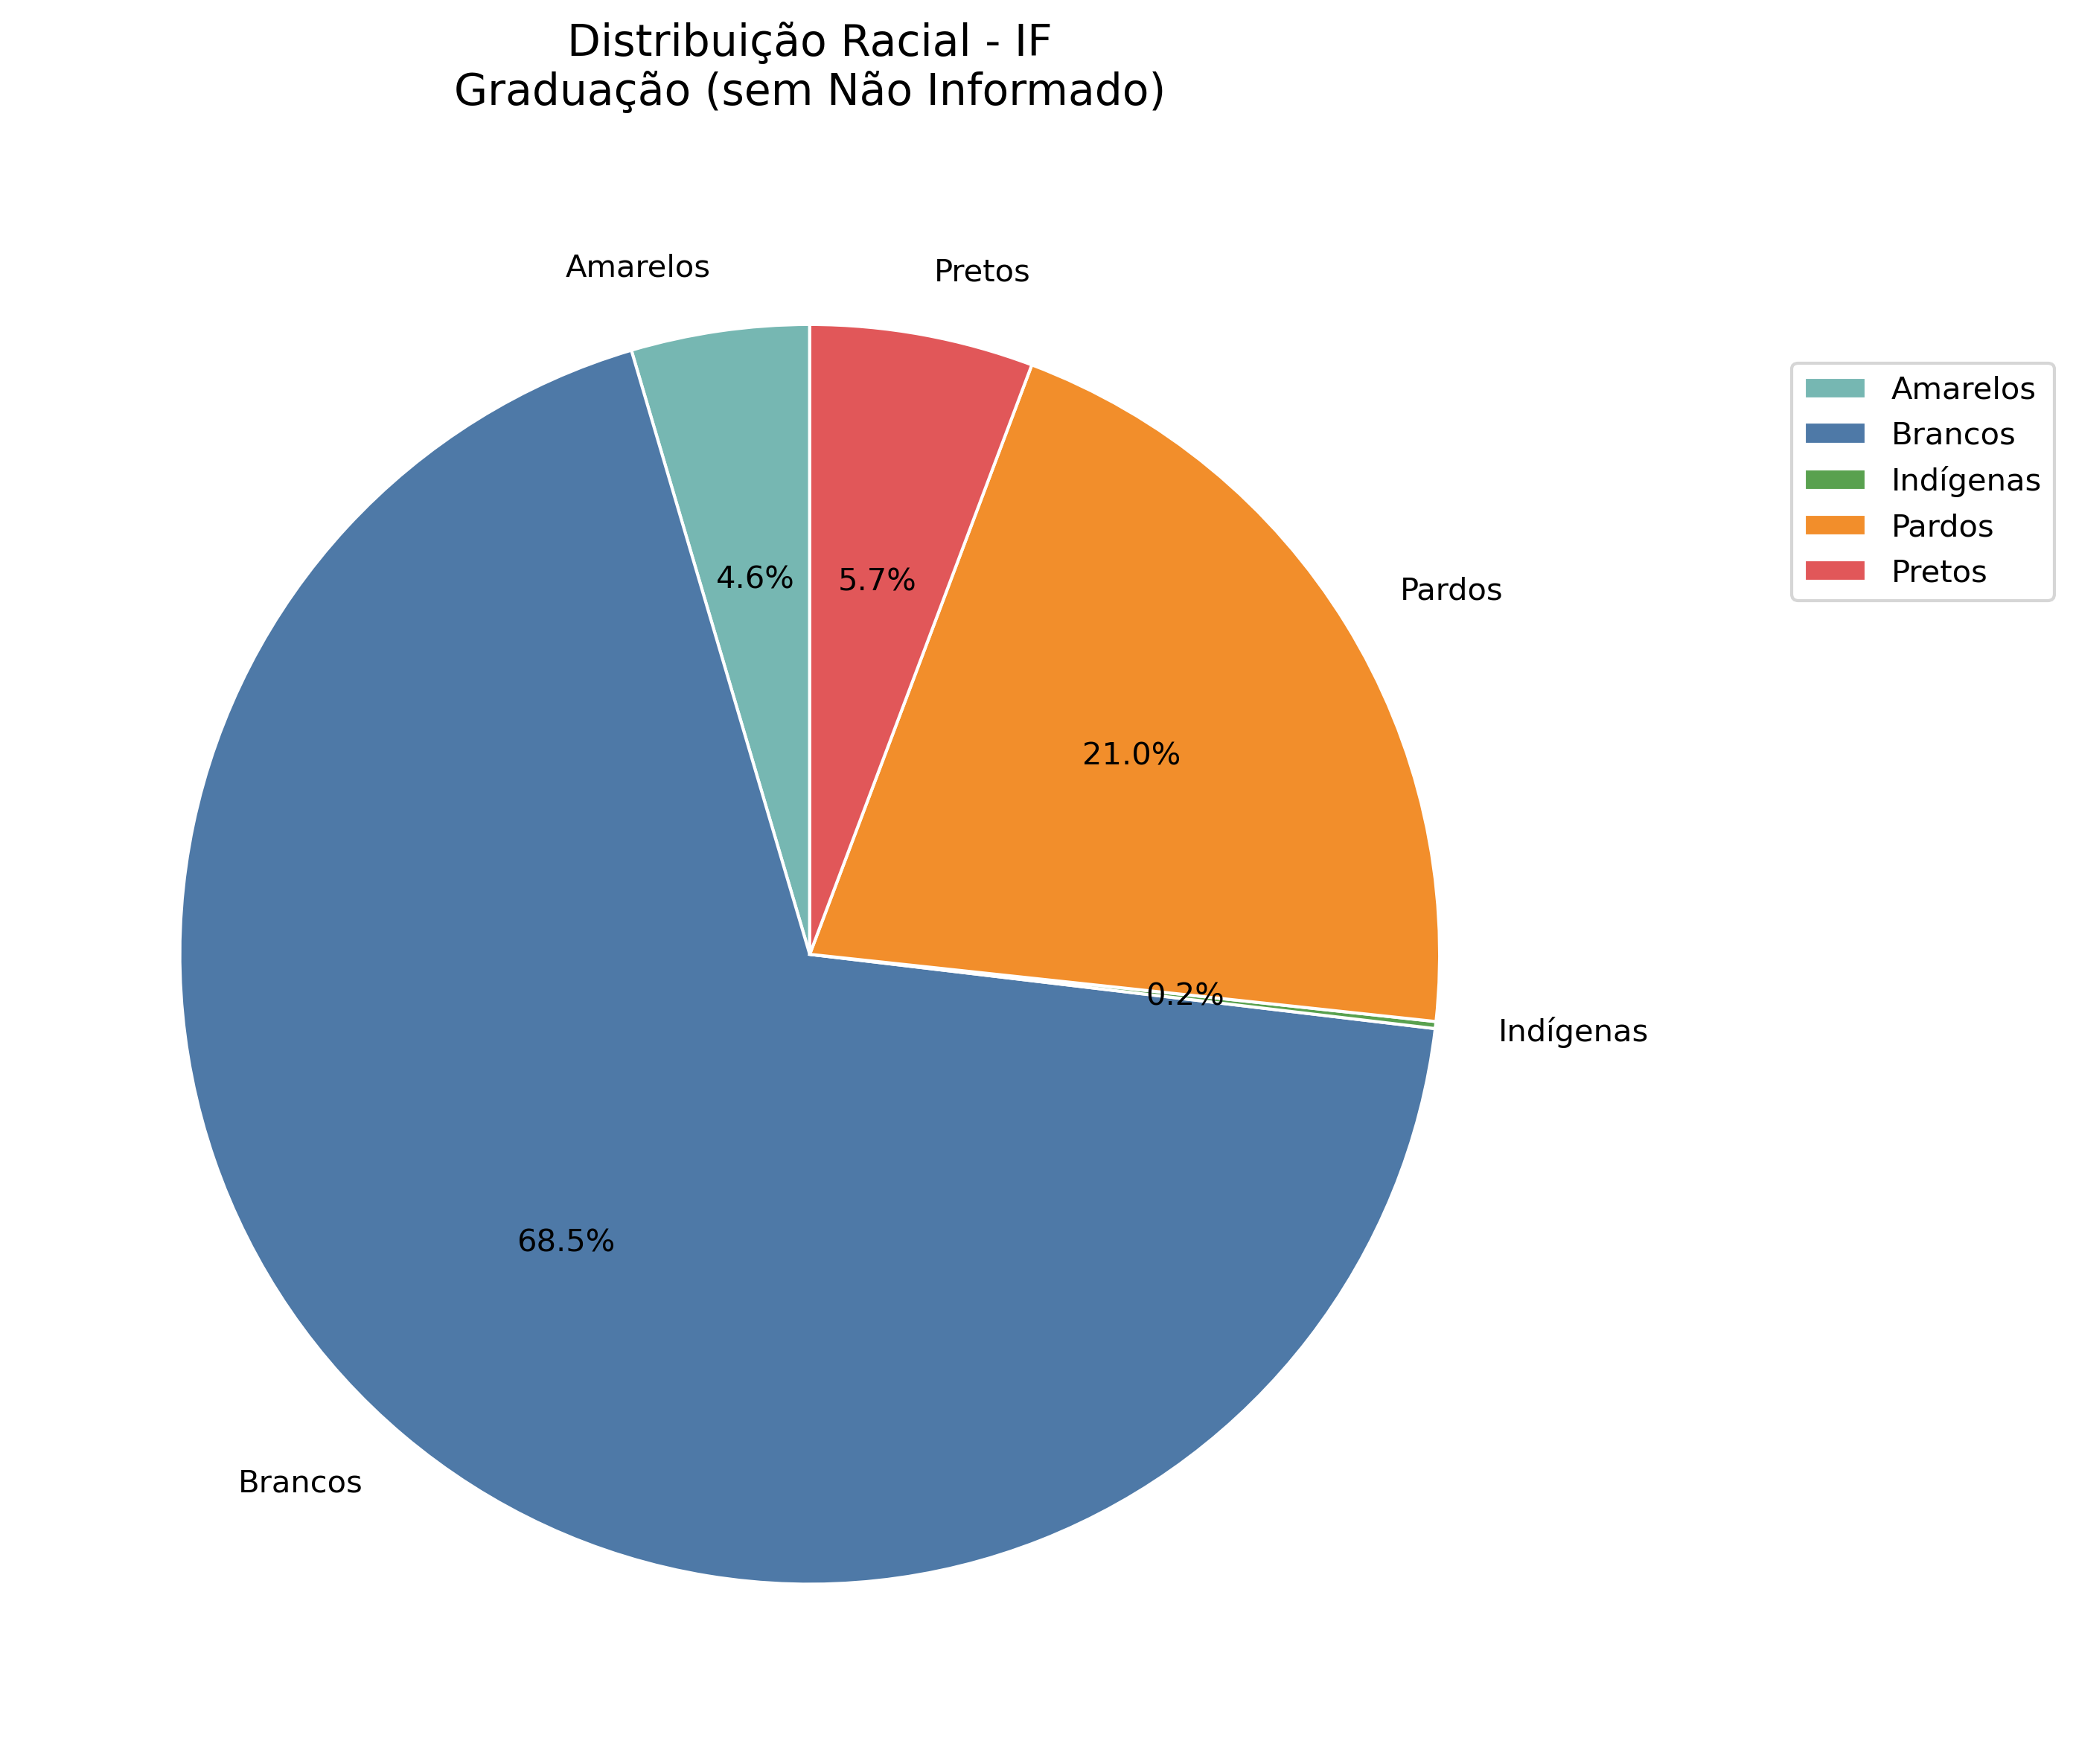 Distribuição Racial - IF
Graduação (sem Não Informado)
Amarelos
Pretos
Amarelos
Brancos
Indígenas
Pardos
Pretos
4.6%
5.7%
Pardos
21.0%
0.2%
Indígenas
68.5%
Brancos